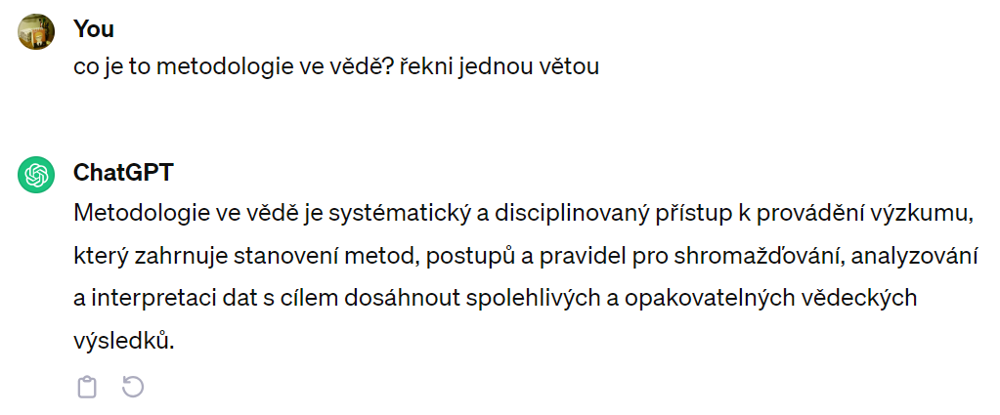 You
co je to metodologie ve vědě? řekni jednou větou
ChatGPT
Metodologie ve vědě je systématický a disciplinovaný přístup k provádění výzkumu,
který zahrnuje stanovení metod, postupů a pravidel pro shromažďování, analyzování
a interpretaci dat s cílem dosáhnout spolehlivých a opakovatelných vědeckých
výsledků.